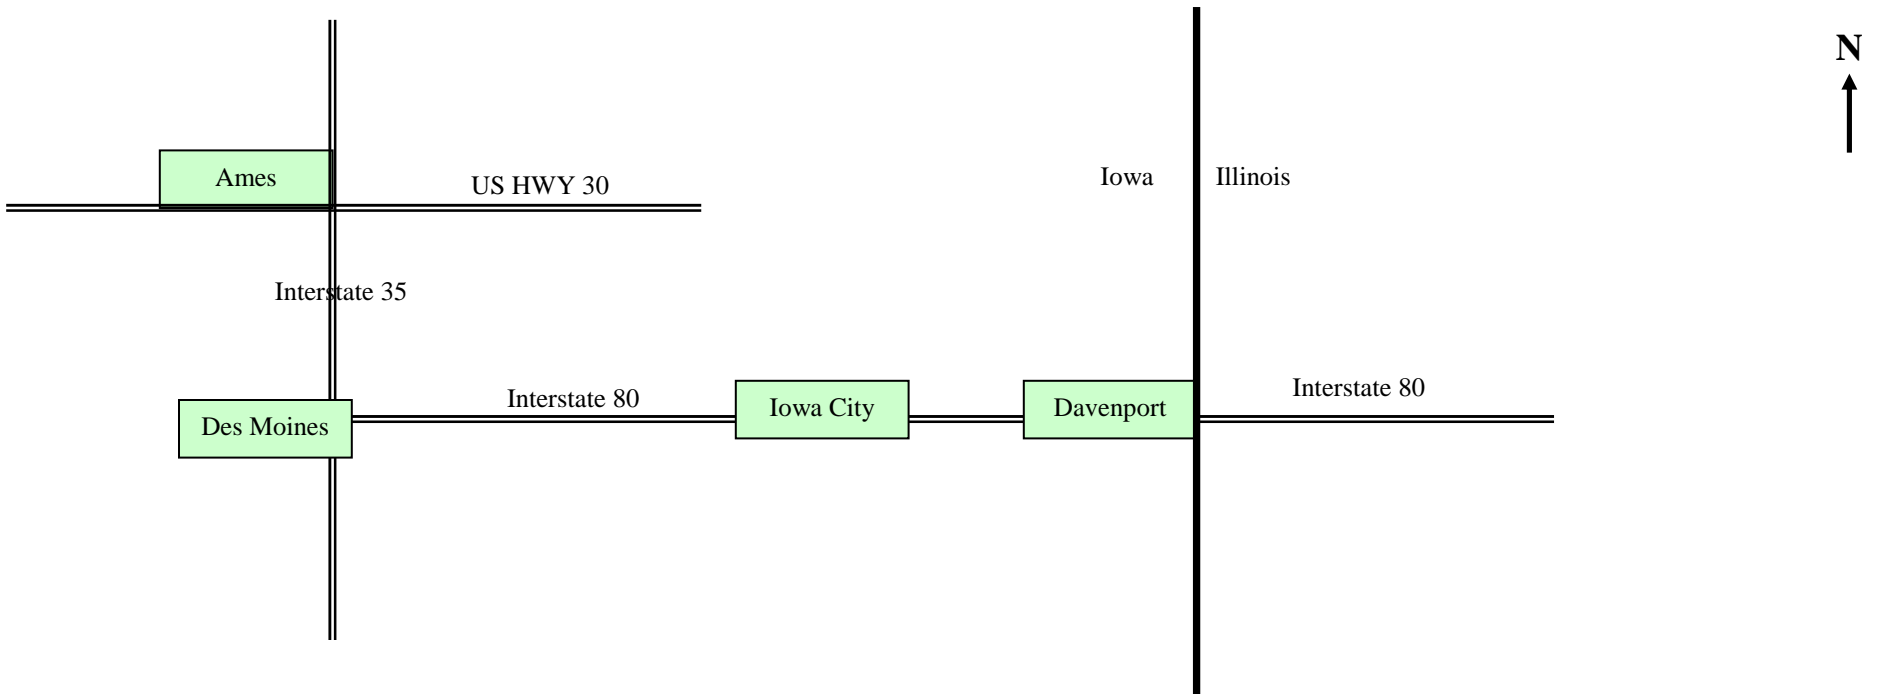 N
Ames
US HWY 30
Iowa
Illinois
Interstate 35
Interstate 80
Iowa City
Davenport
Interstate 80
Des Moines